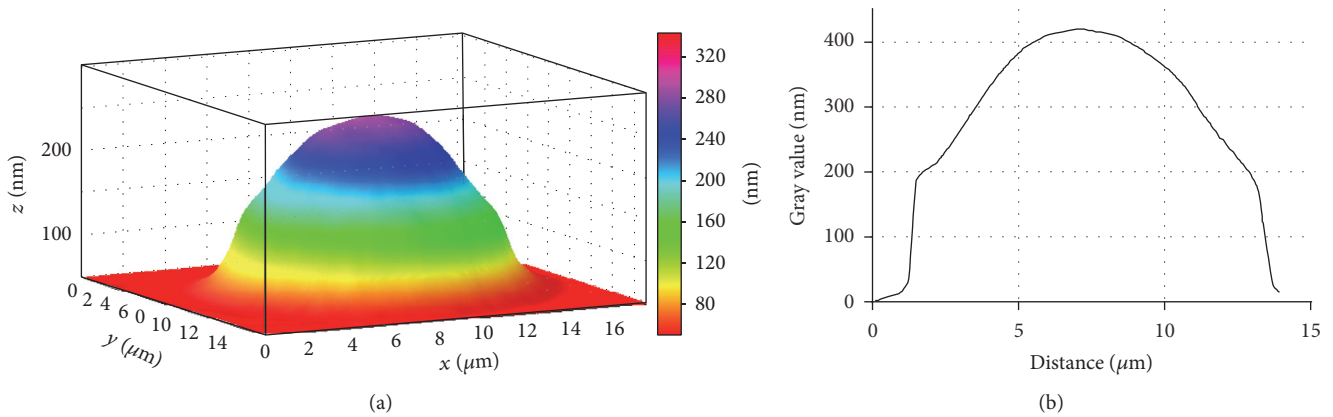 z (nm)
200
100
0 2 4 6 0 10 12 14
y (μm)
0 2 4 6 8 10 12 14 16
x (μm)
320
280
240
200
160
120
80
(nm)
(a)
Gray value (nm)
400
300
200
100
0
0 5 10 15
Distance (μm)
(b)